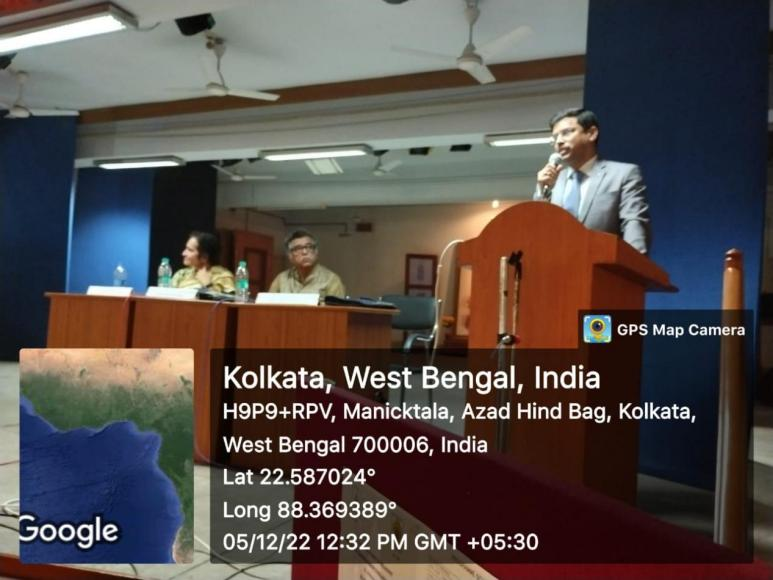 GPS Map Camera
Kolkata, West Bengal, India
H9P9+RPV, Manicktala, Azad Hind Bag, Kolkata,
West Bengal 700006, India
Lat 22.587024°
Long 88.369389°
05/12/22 12:32 PM GMT +05:30
Google